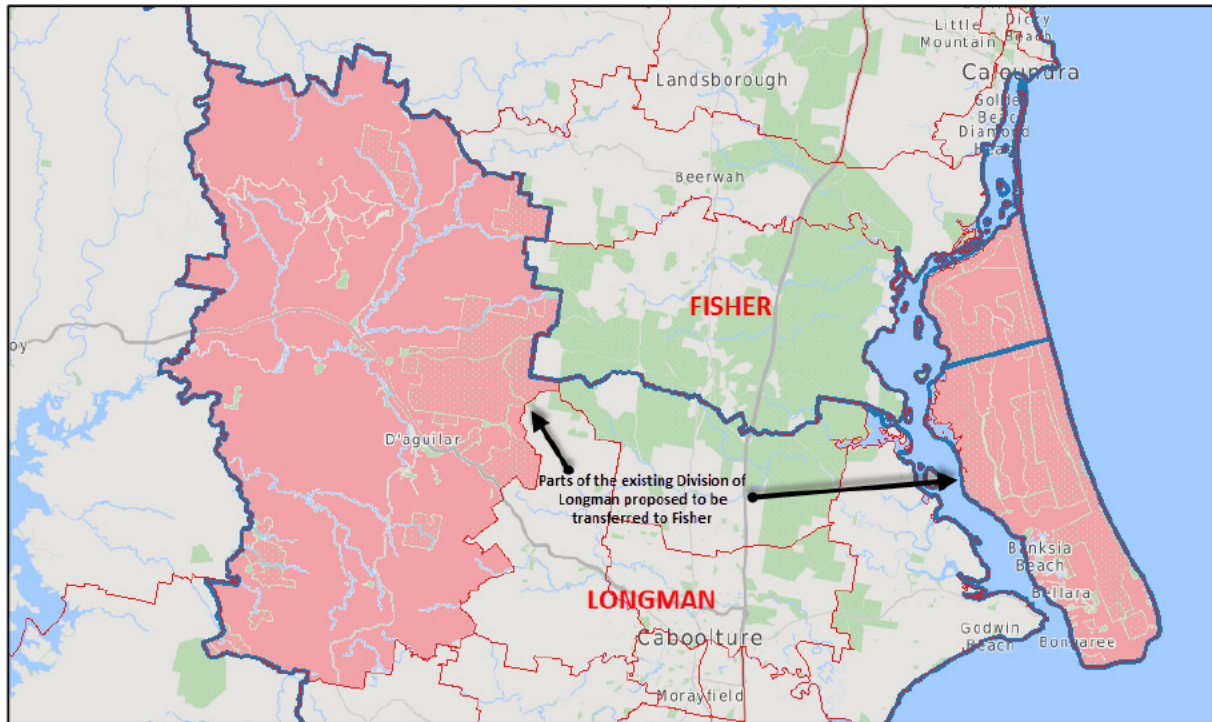 Little
Mountain
Dicky
Beach
Caloundra
Landsborough
Golden
Beach
Diamond
Beerwah
FISHER
oy
D'aguilar
Parts of the existing Division of
Longman proposed to be
transferred to Fisher
Banksia
Beach
Bellara
LONGMAN
Caboolture
Godwin
Beach
Bongaree
Morayfield